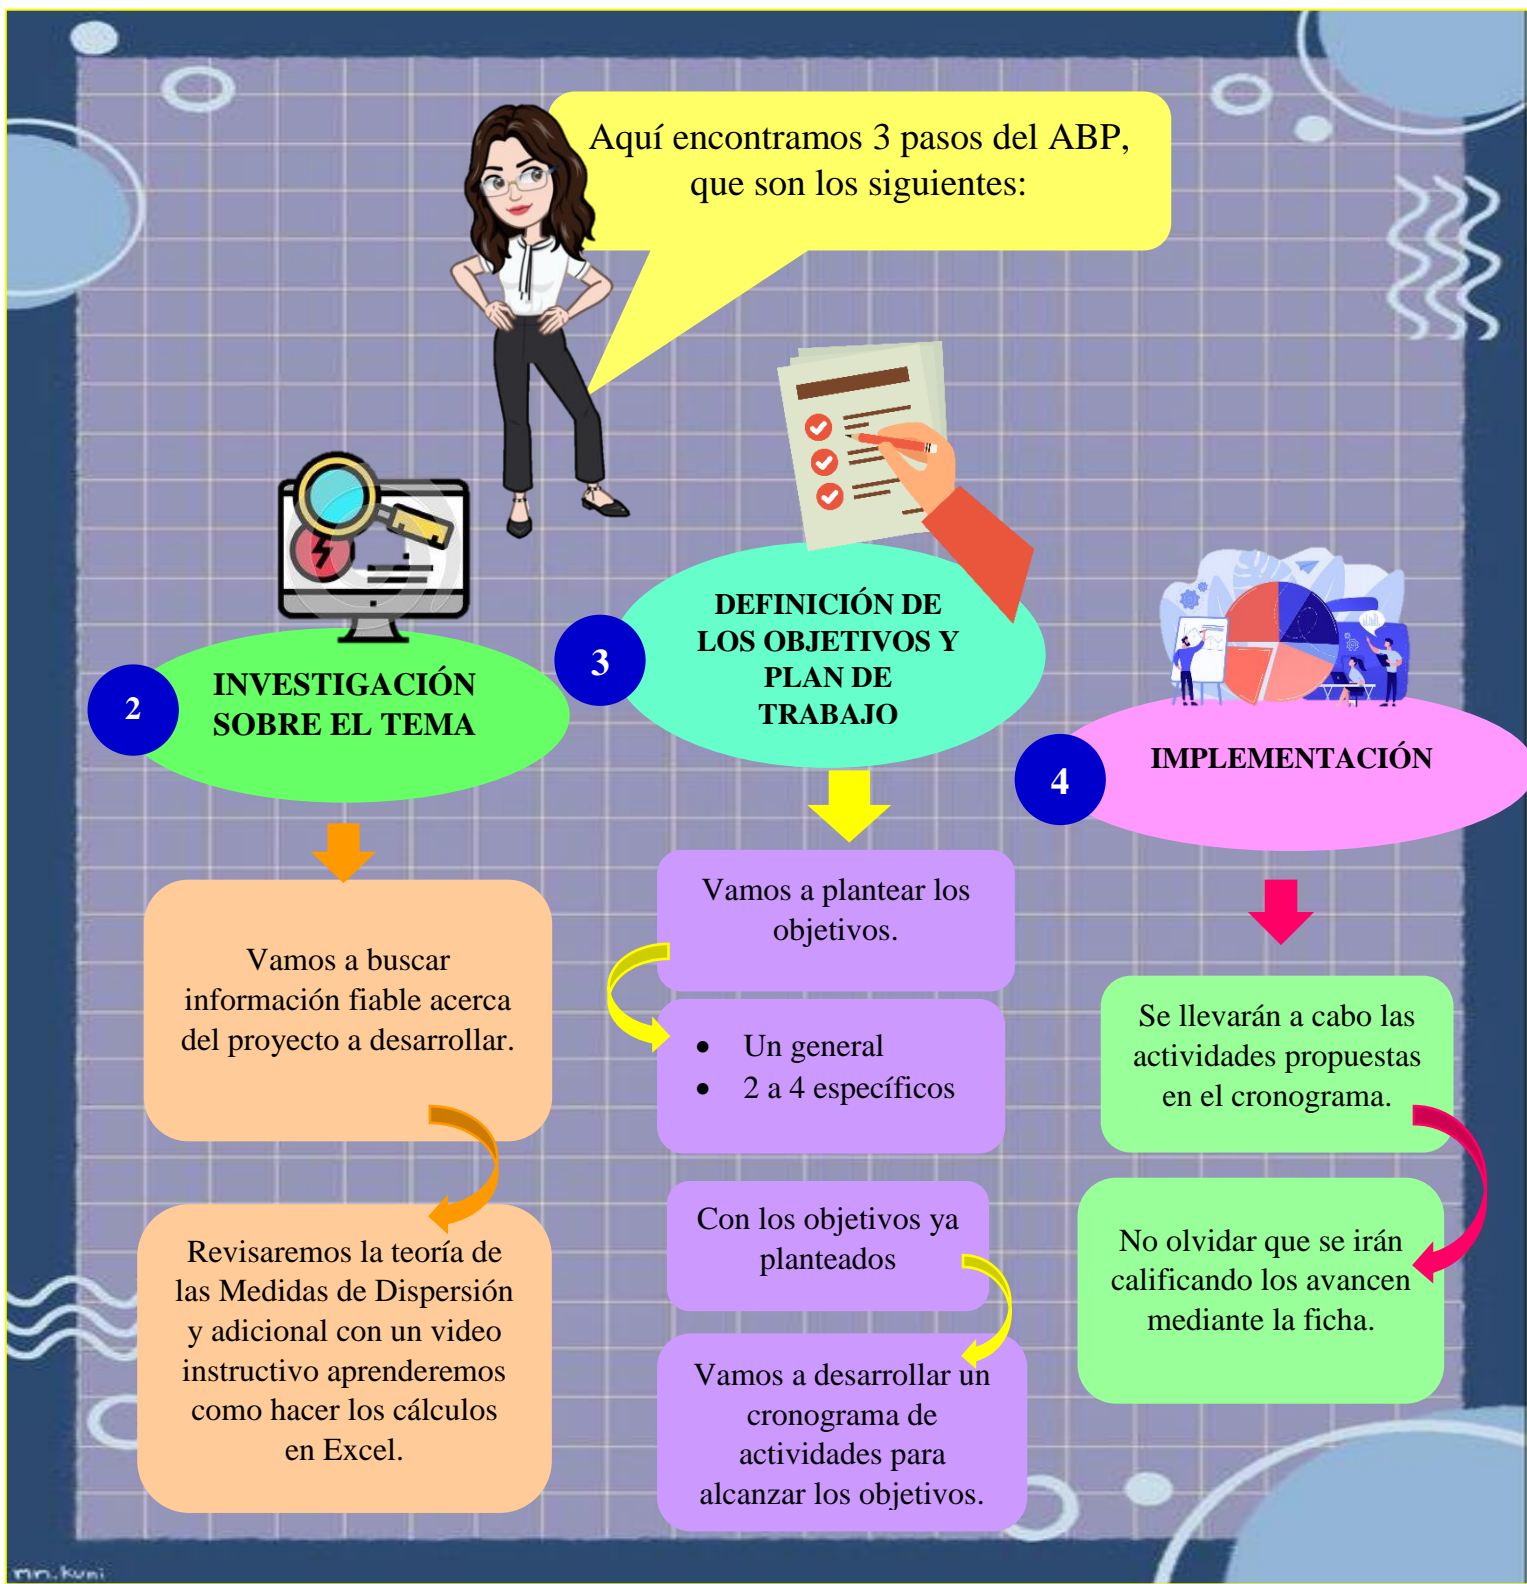 Aquí encontramos 3 pasos del ABP,
que son los siguientes:
2
INVESTIGACIÓN
SOBRE EL TEMA
Vamos a buscar
información fiable acerca
del proyecto a desarrollar.
Revisaremos la teoría de
las Medidas de Dispersión
y adicional con un video
instructivo aprenderemos
como hacer los cálculos
en Excel.
3
DEFINICIÓN DE
LOS OBJETIVOS Y
PLAN DE
TRABAJO
Vamos a plantear los
objetivos.
• Un general
• 2 a 4 específicos
Con los objetivos ya
planteados
Vamos a desarrollar un
cronograma de
actividades para
alcanzar los objetivos.
4
IMPLEMENTACIÓN
Se llevarán a cabo las
actividades propuestas
en el cronograma.
No olvidar que se irán
calificando los avancen
mediante la ficha.
mn.kuni